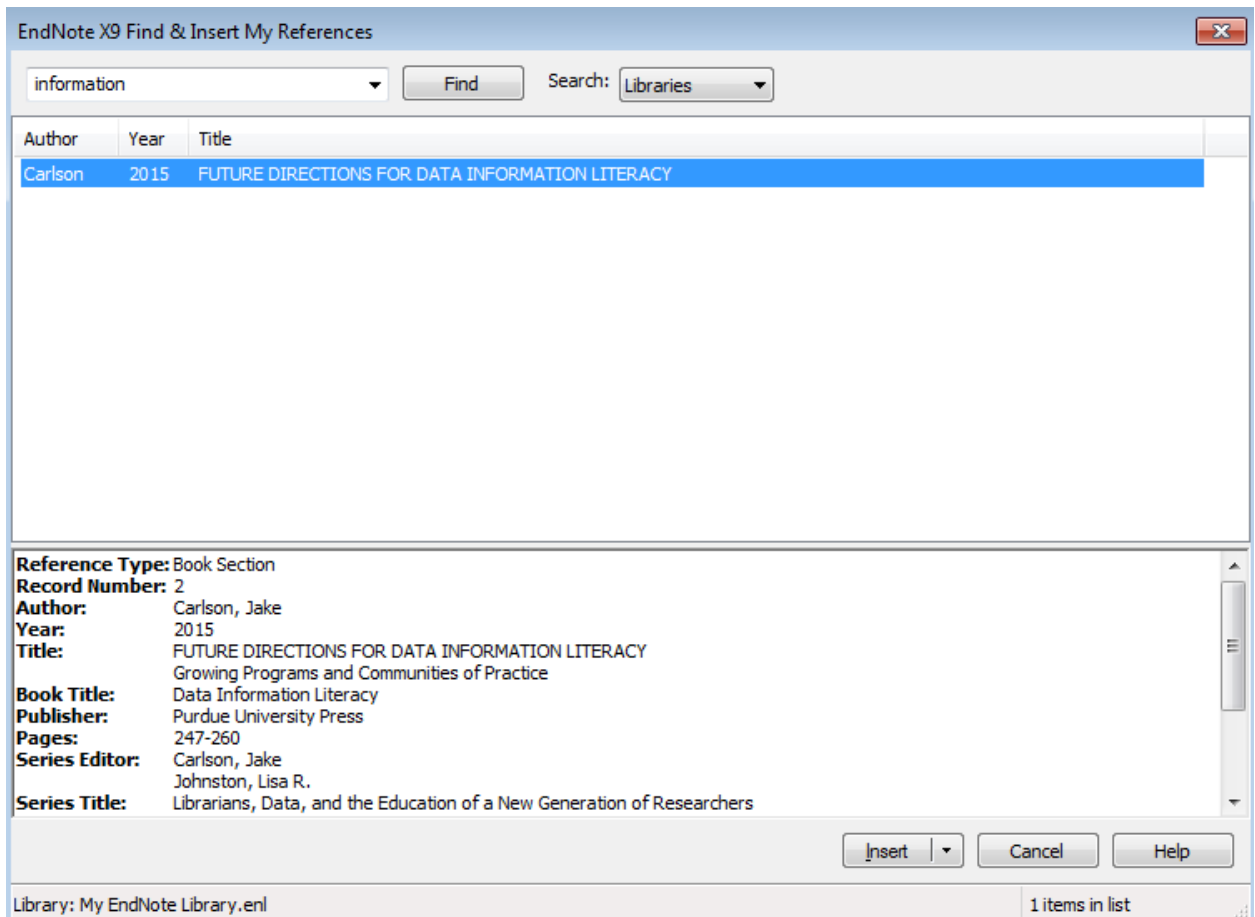 EndNote X9 Find & Insert My References
information Find Search: Libraries
Author Year Title
Carlson 2015 FUTURE DIRECTIONS FOR DATA INFORMATION LITERACY
Reference Type: Book Section
Record Number: 2
Author: Carlson, Jake
Year: 2015
Title: FUTURE DIRECTIONS FOR DATA INFORMATION LITERACY
Growing Programs and Communities of Practice
Book Title: Data Information Literacy
Publisher: Purdue University Press
Pages: 247-260
Series Editor: Carlson, Jake
Johnston, Lisa R.
Series Title: Librarians, Data, and the Education of a New Generation of Researchers
Insert Cancel Help
Library: My EndNote Library.enl 1 items in list